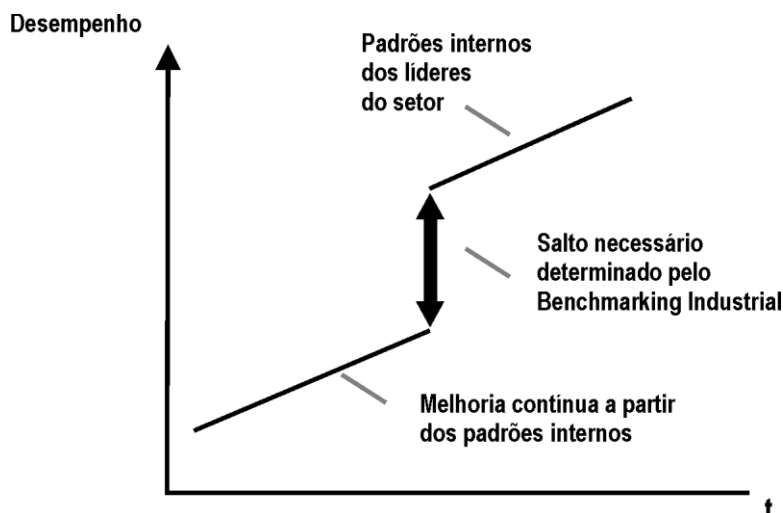 Desempenho
Padrões internos
dos líderes
do setor
Salto necessário
determinado pelo
Benchmarking Industrial
Melhoria contínua a partir
dos padrões internos
t